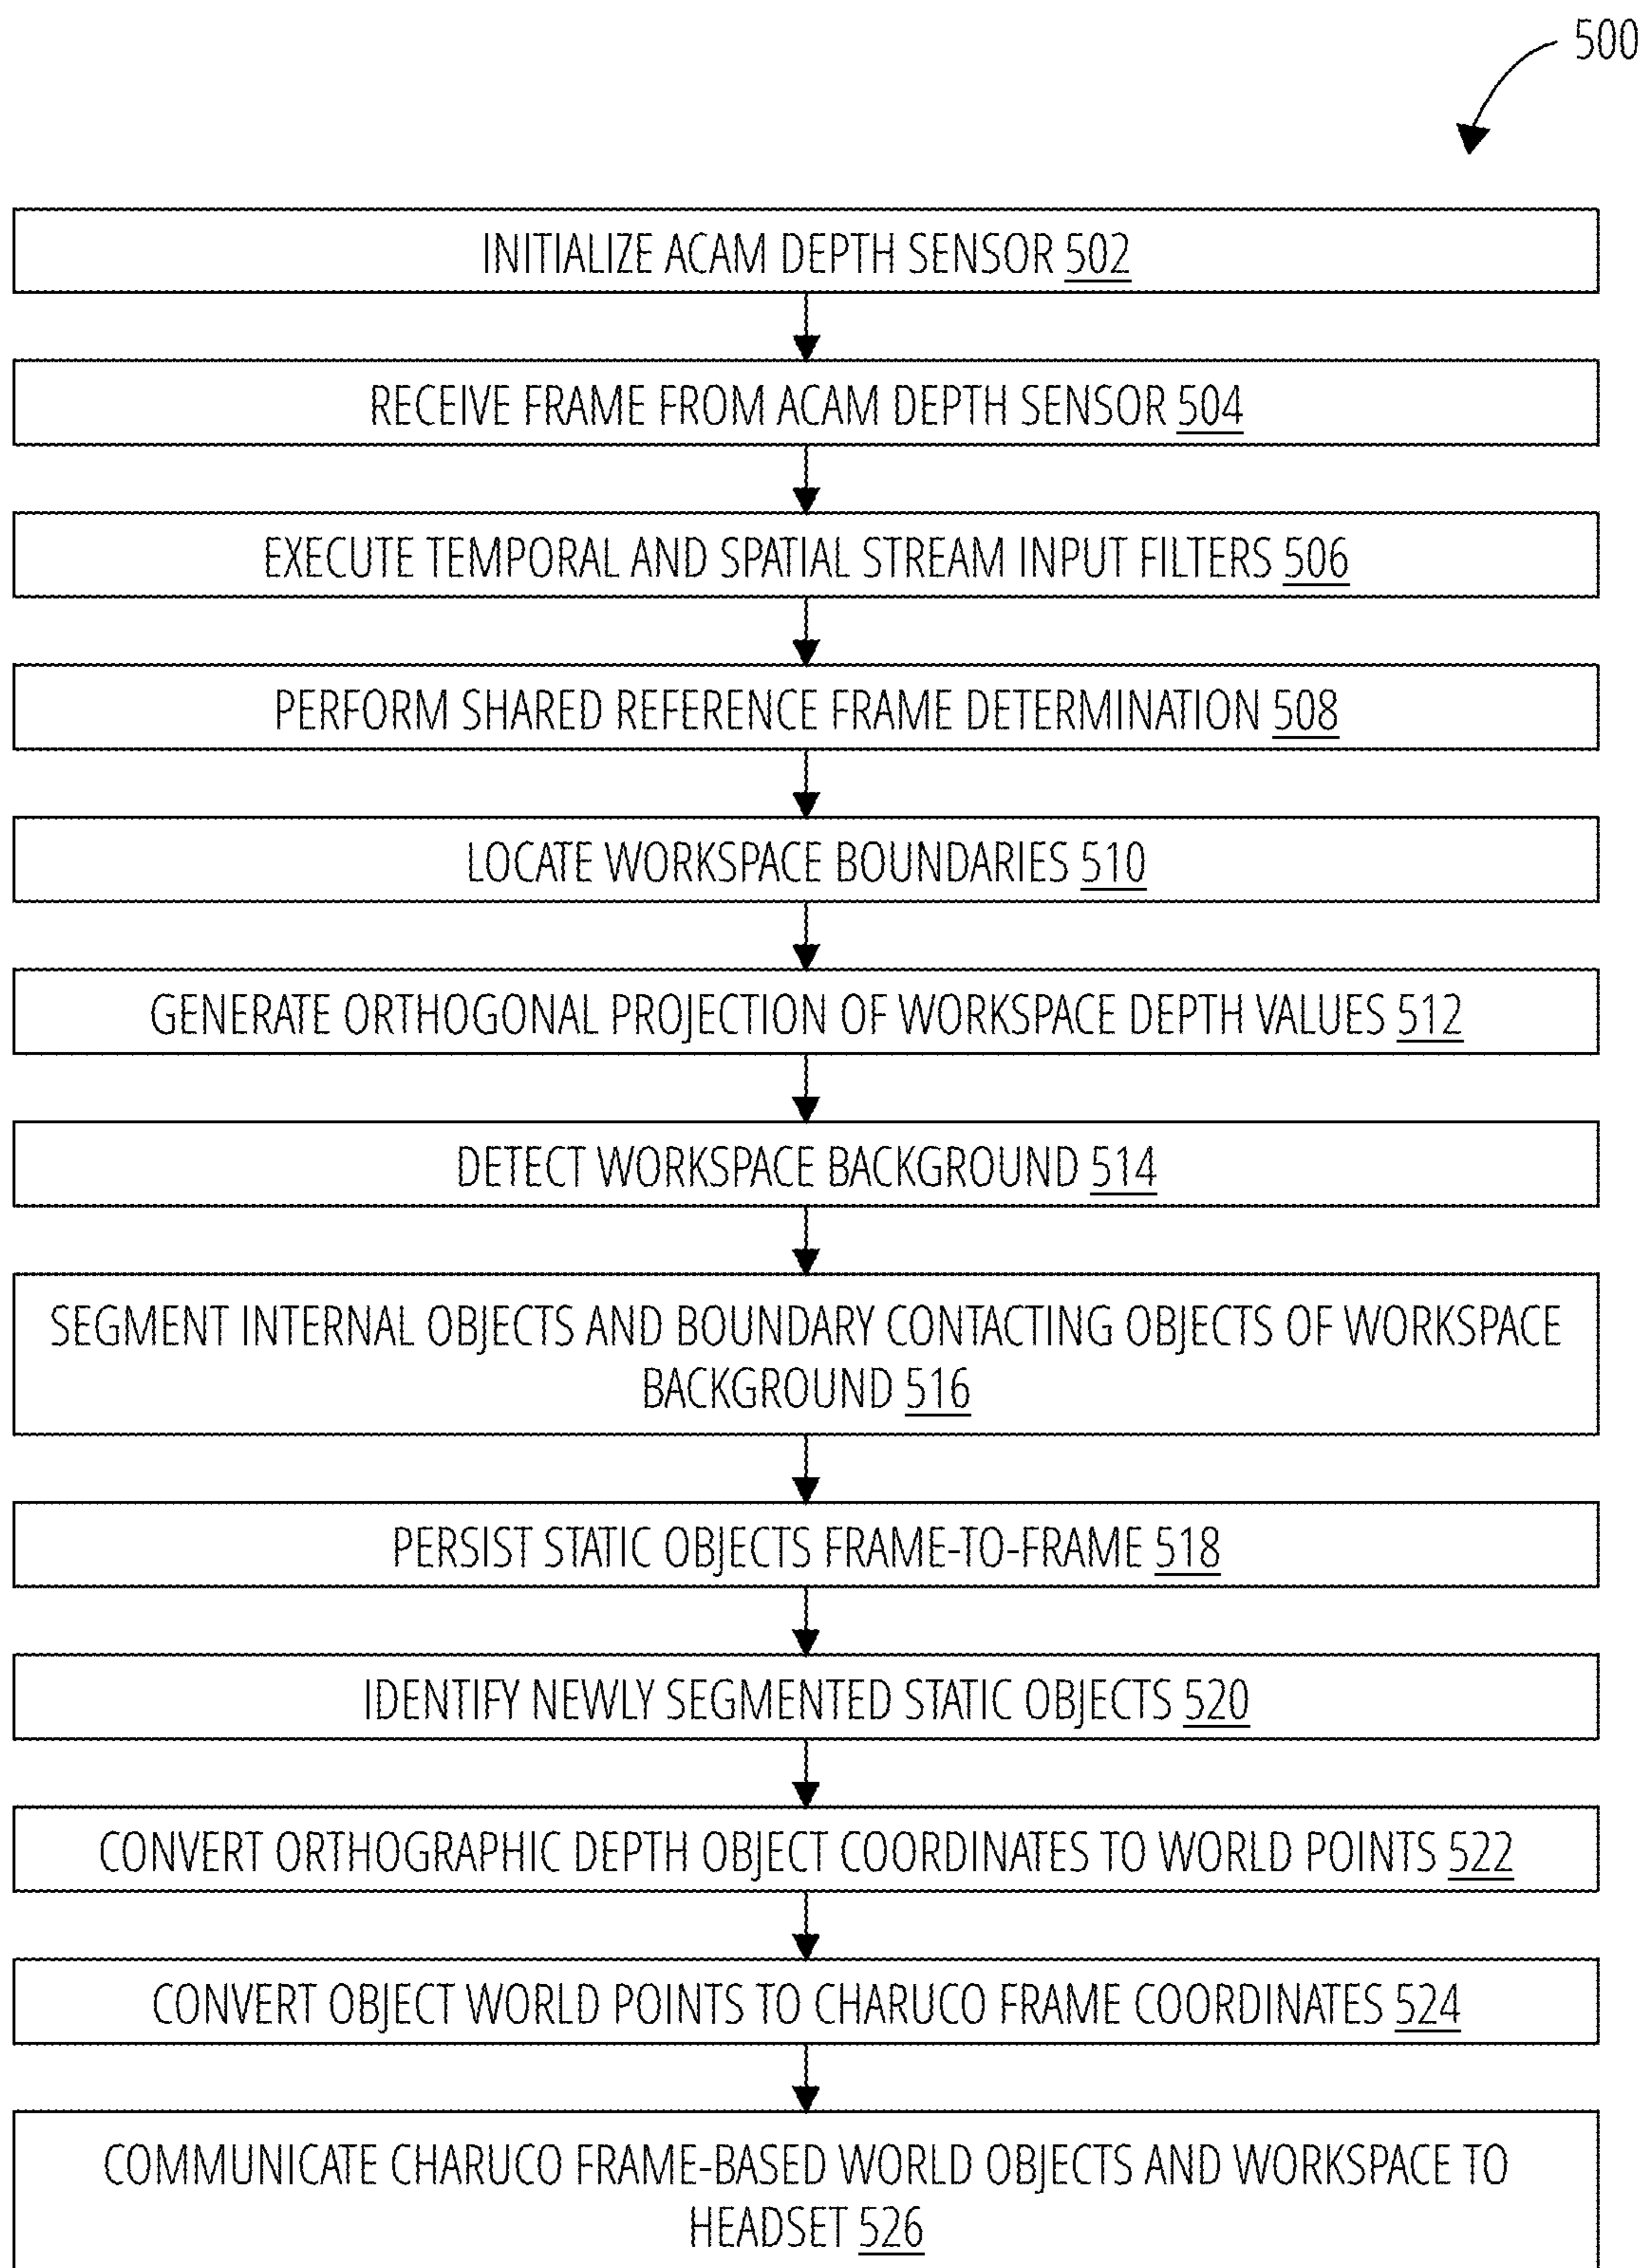 500
INITIALIZE ACAM DEPTH SENSOR 502
RECEIVE FRAME FROM ACAM DEPTH SENSOR 504
EXECUTE TEMPORAL AND SPATIAL STREAM INPUT FILTERS 506
PERFORM SHARED REFERENCE FRAME DETERMINATION 508
LOCATE WORKSPACE BOUNDARIES 510
GENERATE ORTHOGONAL PROJECTION OF WORKSPACE DEPTH VALUES 512
DETECT WORKSPACE BACKGROUND 514
SEGMENT INTERNAL OBJECTS AND BOUNDARY CONTACTING OBJECTS OF WORKSPACE
BACKGROUND 516
PERSIST STATIC OBJECTS FRAME-TO-FRAME 518
IDENTIFY NEWLY SEGMENTED STATIC OBJECTS 520
CONVERT ORTHOGRAPHIC DEPTH OBJECT COORDINATES TO WORLD POINTS 522
CONVERT OBJECT WORLD POINTS TO CHARUCO FRAME COORDINATES 524
COMMUNICATE CHARUCO FRAME-BASED WORLD OBJECTS AND WORKSPACE TO
HEADSET 526